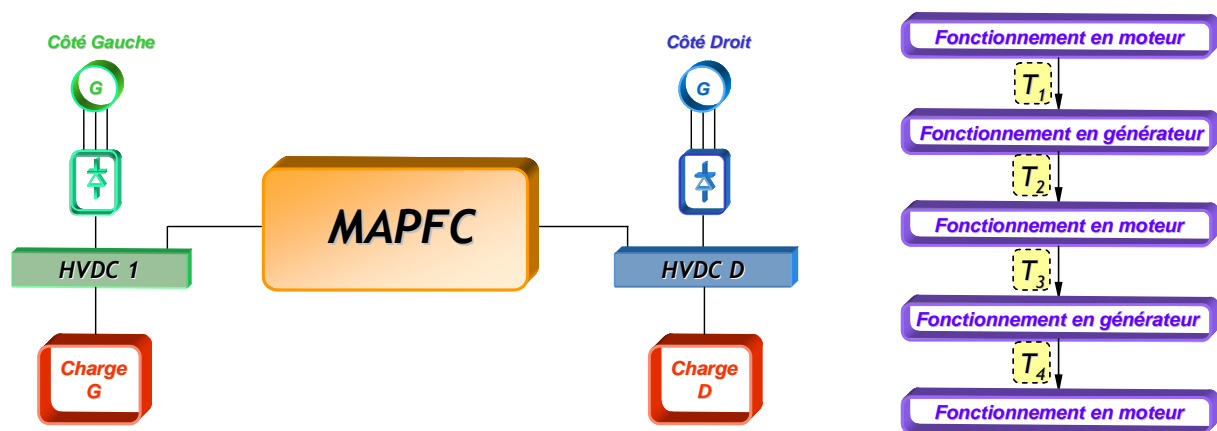 Côté Gauche
G
HVDC 1
Charge
G
MAPFC
Côté Droit
G
HVDC D
Charge
D
Fonctionnement en moteur
T1
Fonctionnement en générateur
T2
Fonctionnement en moteur
T3
Fonctionnement en générateur
T4
Fonctionnement en moteur